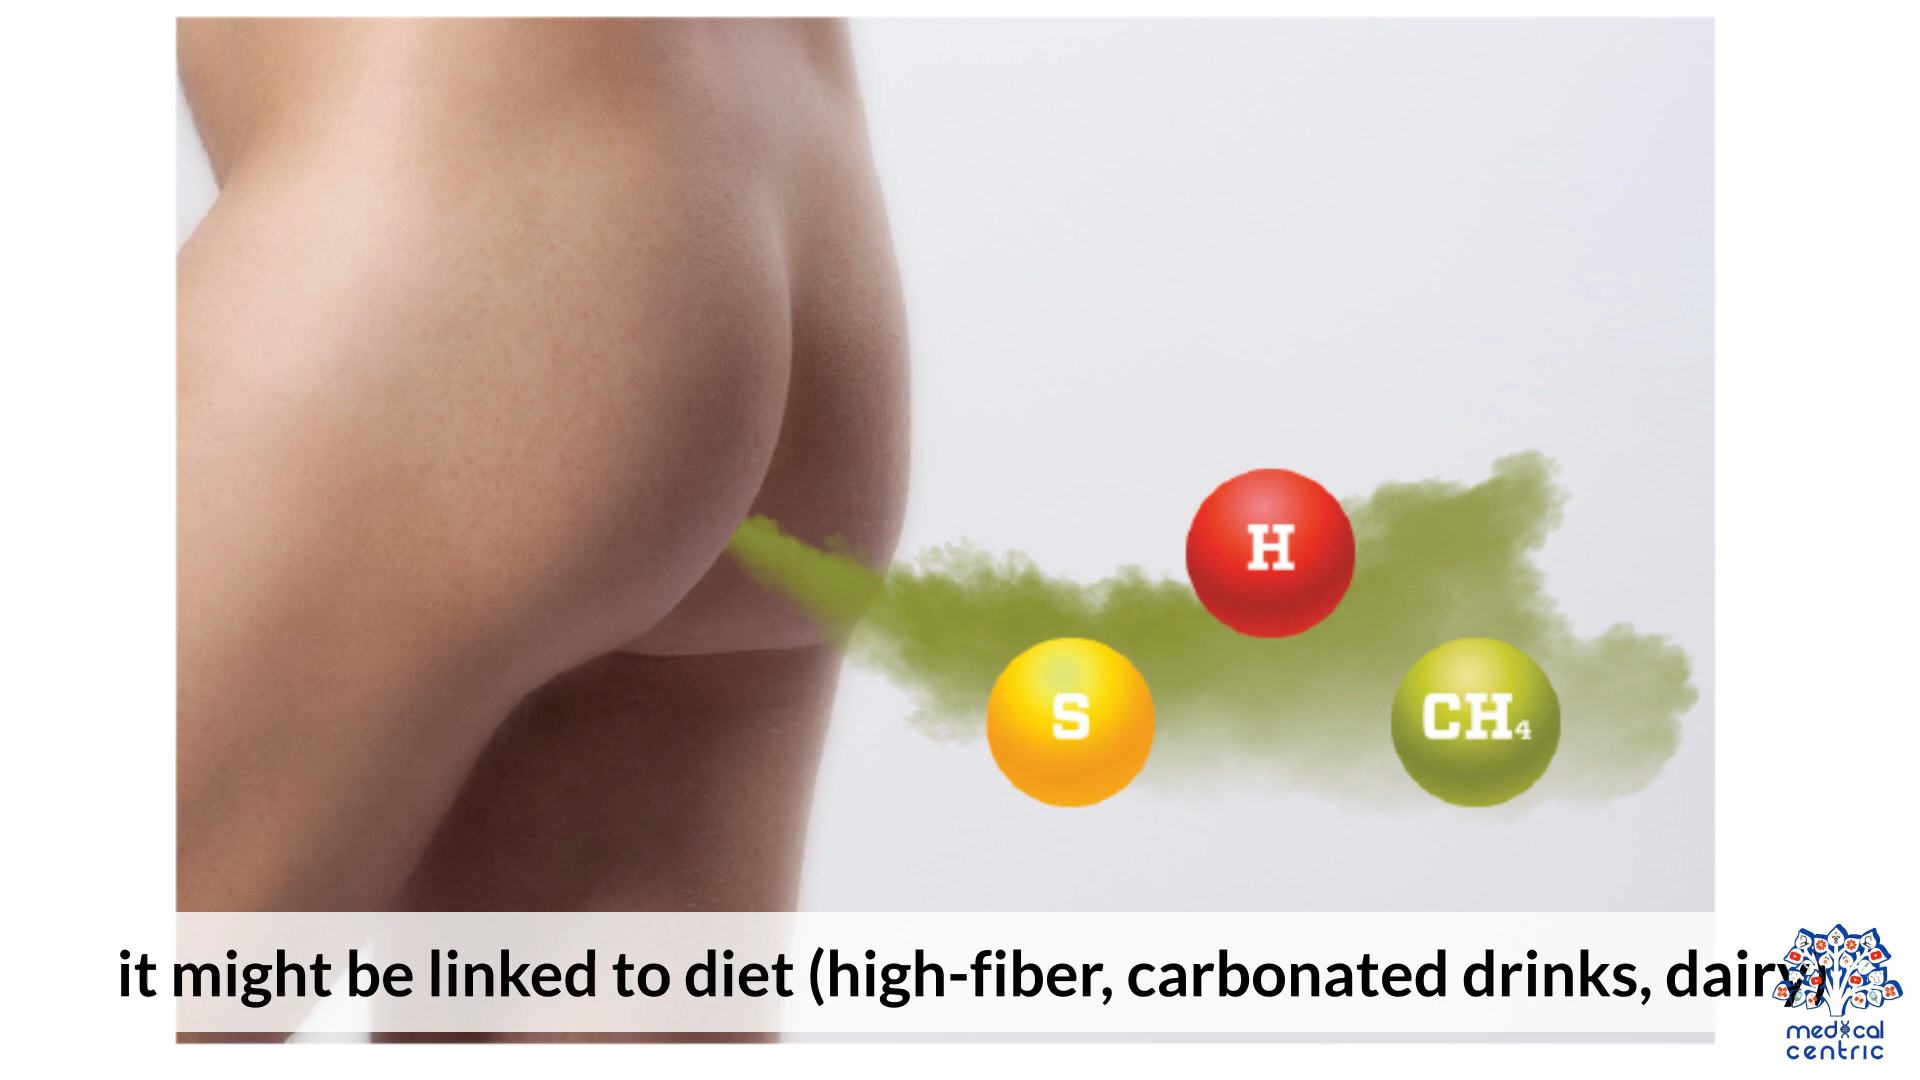 H
S
CH₄
it might be linked to diet (high-fiber, carbonated drinks, dairy)
medical
centric